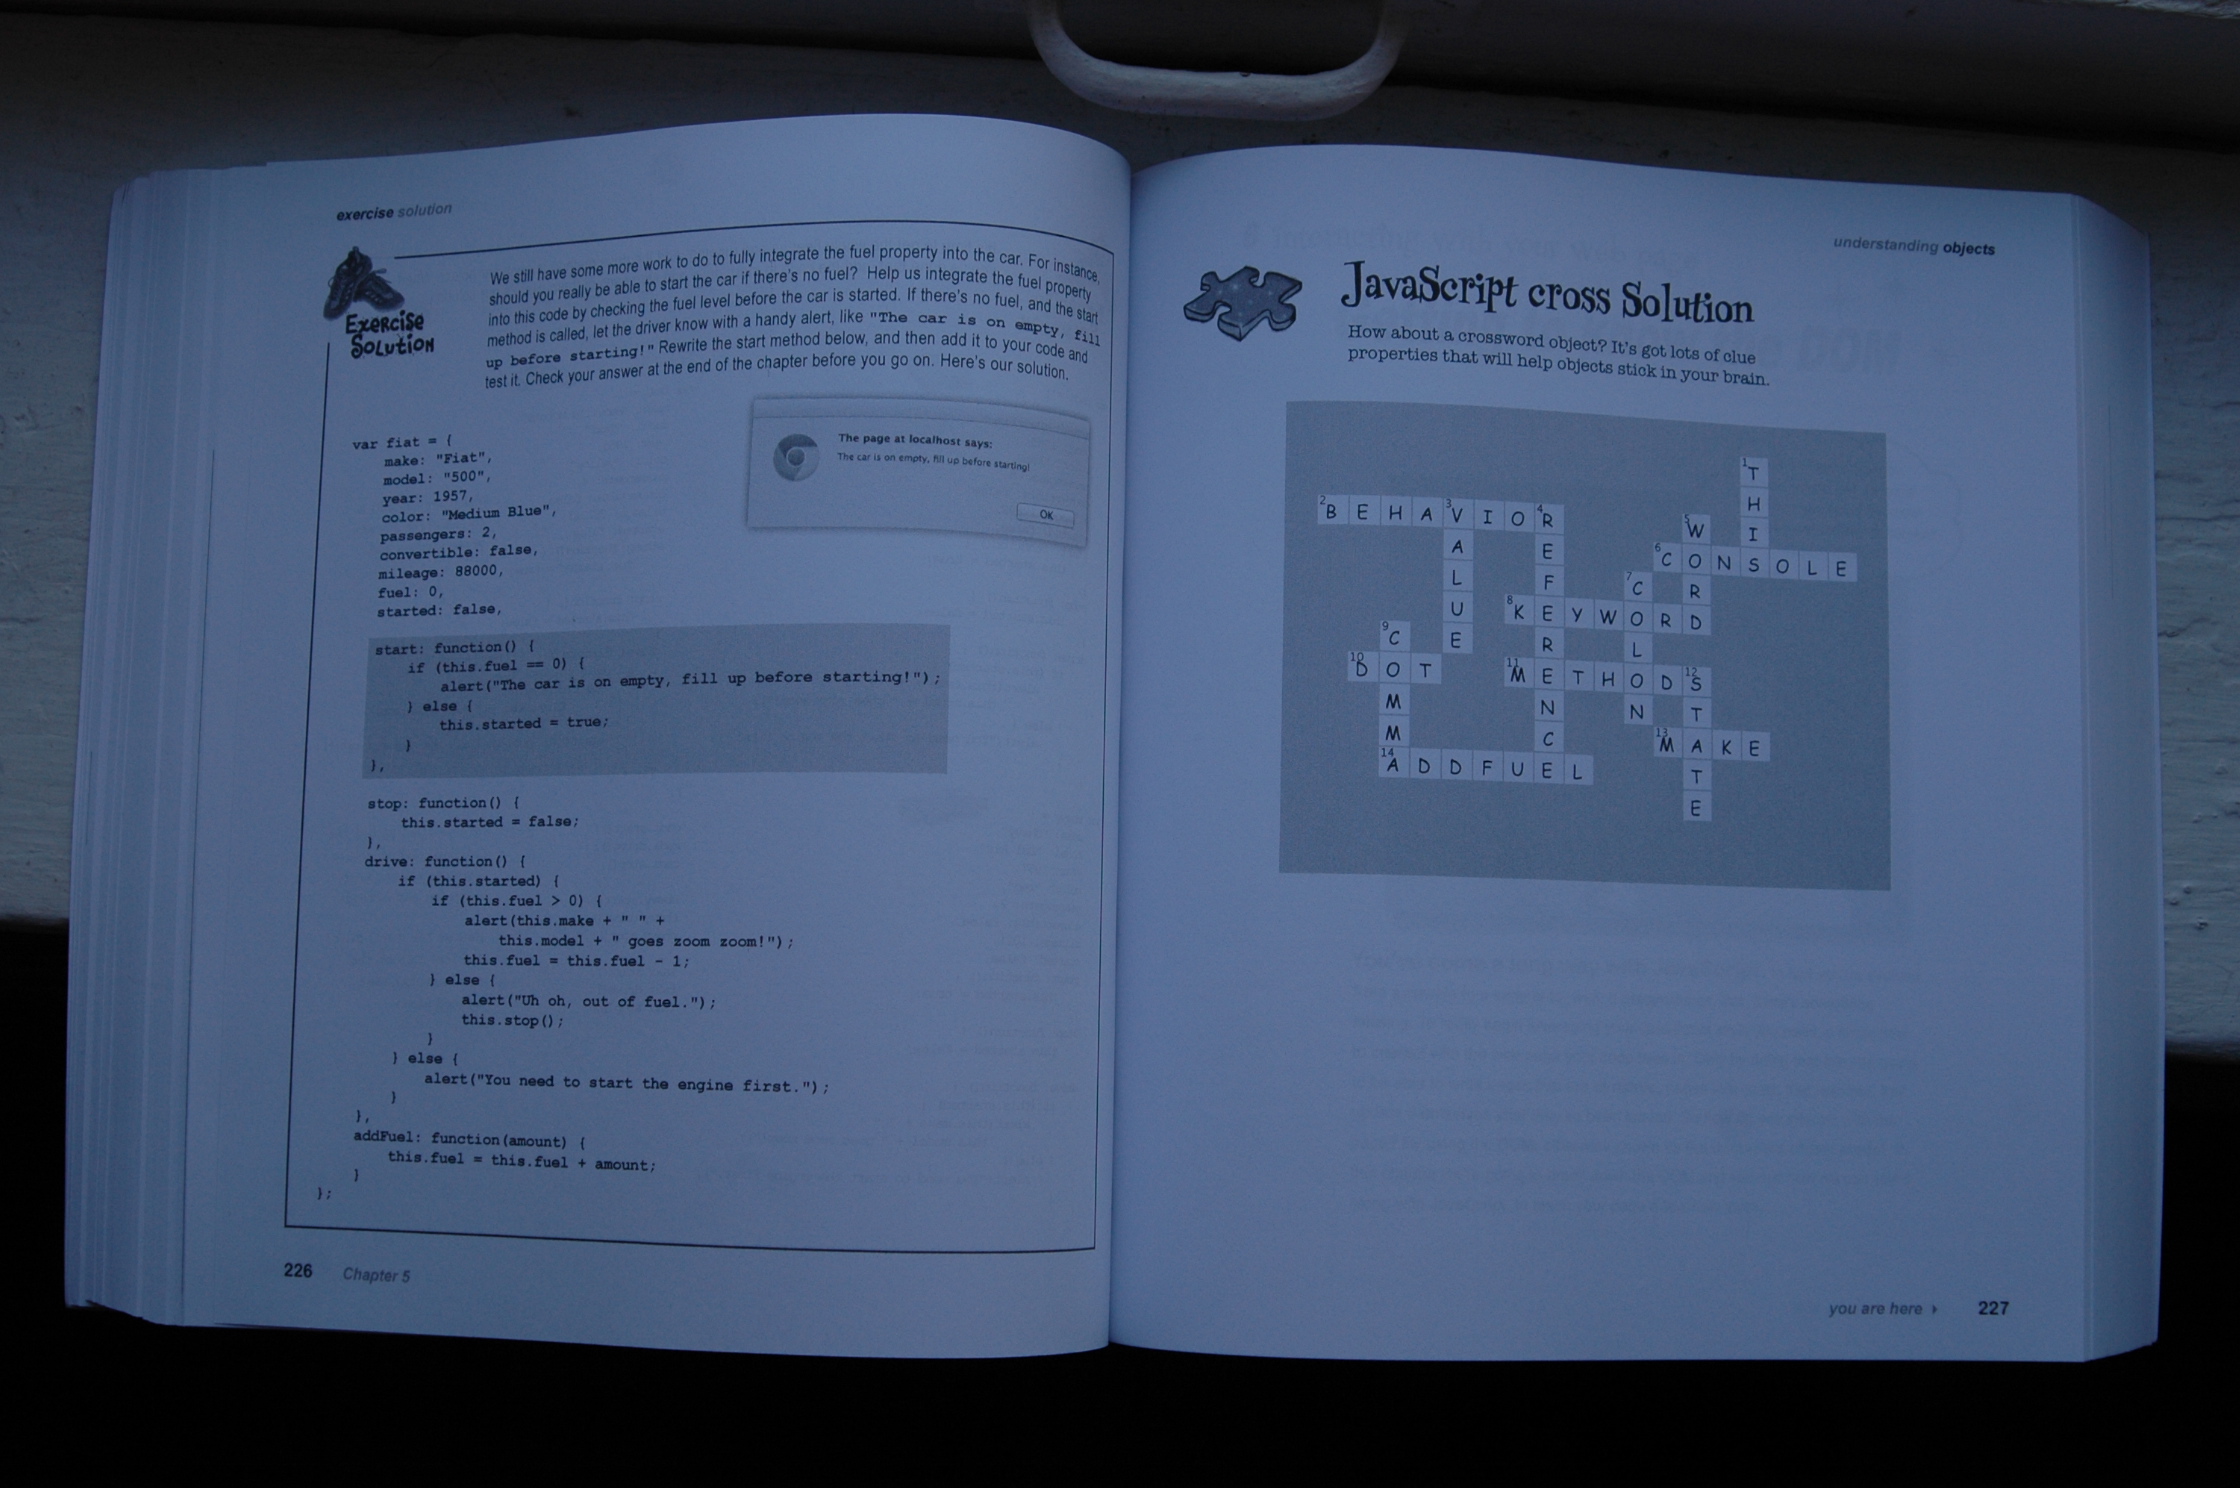 exercise solution
Exercise
Solution
We still have some more work to do to fully integrate the fuel property into the car. For instance,
should you really be able to start the car if there's no fuel? Help us integrate the fuel property
into this code by checking the fuel level before the car is started. If there's no fuel, and the start
method is called, let the driver know with a handy alert, like "The car is on empty, fill
up before starting!" Rewrite the start method below, and then add it to your code and
test it. Check your answer at the end of the chapter before you go on. Here's our solution.
The page at localhost says:
The car is on empty, fill up before starting!
OK
var fiat = {
    make: "Fiat",
    model: "500",
    year: 1957,
    color: "Medium Blue",
    passengers: 2,
    convertible: false,
    mileage: 88000,
    fuel: 0,
    started: false,
    start: function() {
        if (this.fuel == 0) {
            alert("The car is on empty, fill up before starting!");
        } else {
            this.started = true;
        }
    },
    stop: function() {
        this.started = false;
    },
    drive: function() {
        if (this.started) {
            if (this.fuel > 0) {
                alert(this.make + " " +
                    this.model + " goes zoom zoom!");
                this.fuel = this.fuel - 1;
            } else {
                alert("Uh oh, out of fuel.");
                this.stop();
            }
        } else {
            alert("You need to start the engine first.");
        }
    },
    addFuel: function(amount) {
        this.fuel = this.fuel + amount;
    }
};
226 Chapter 5
understanding objects
JavaScript cross Solution
How about a crossword object? It's got lots of clue
properties that will help objects stick in your brain.
1 T
H
2 B E H A 3 V I O 4 R 5 W I
A E 6 C O N S O L E
L F 7 C R
U 8 K E Y W O R D
9 C E R L
10 D O T 11 M E T H O D 12 S
M N N T
M C 13 M A K E
14 A D D F U E L T
E
you are here 227